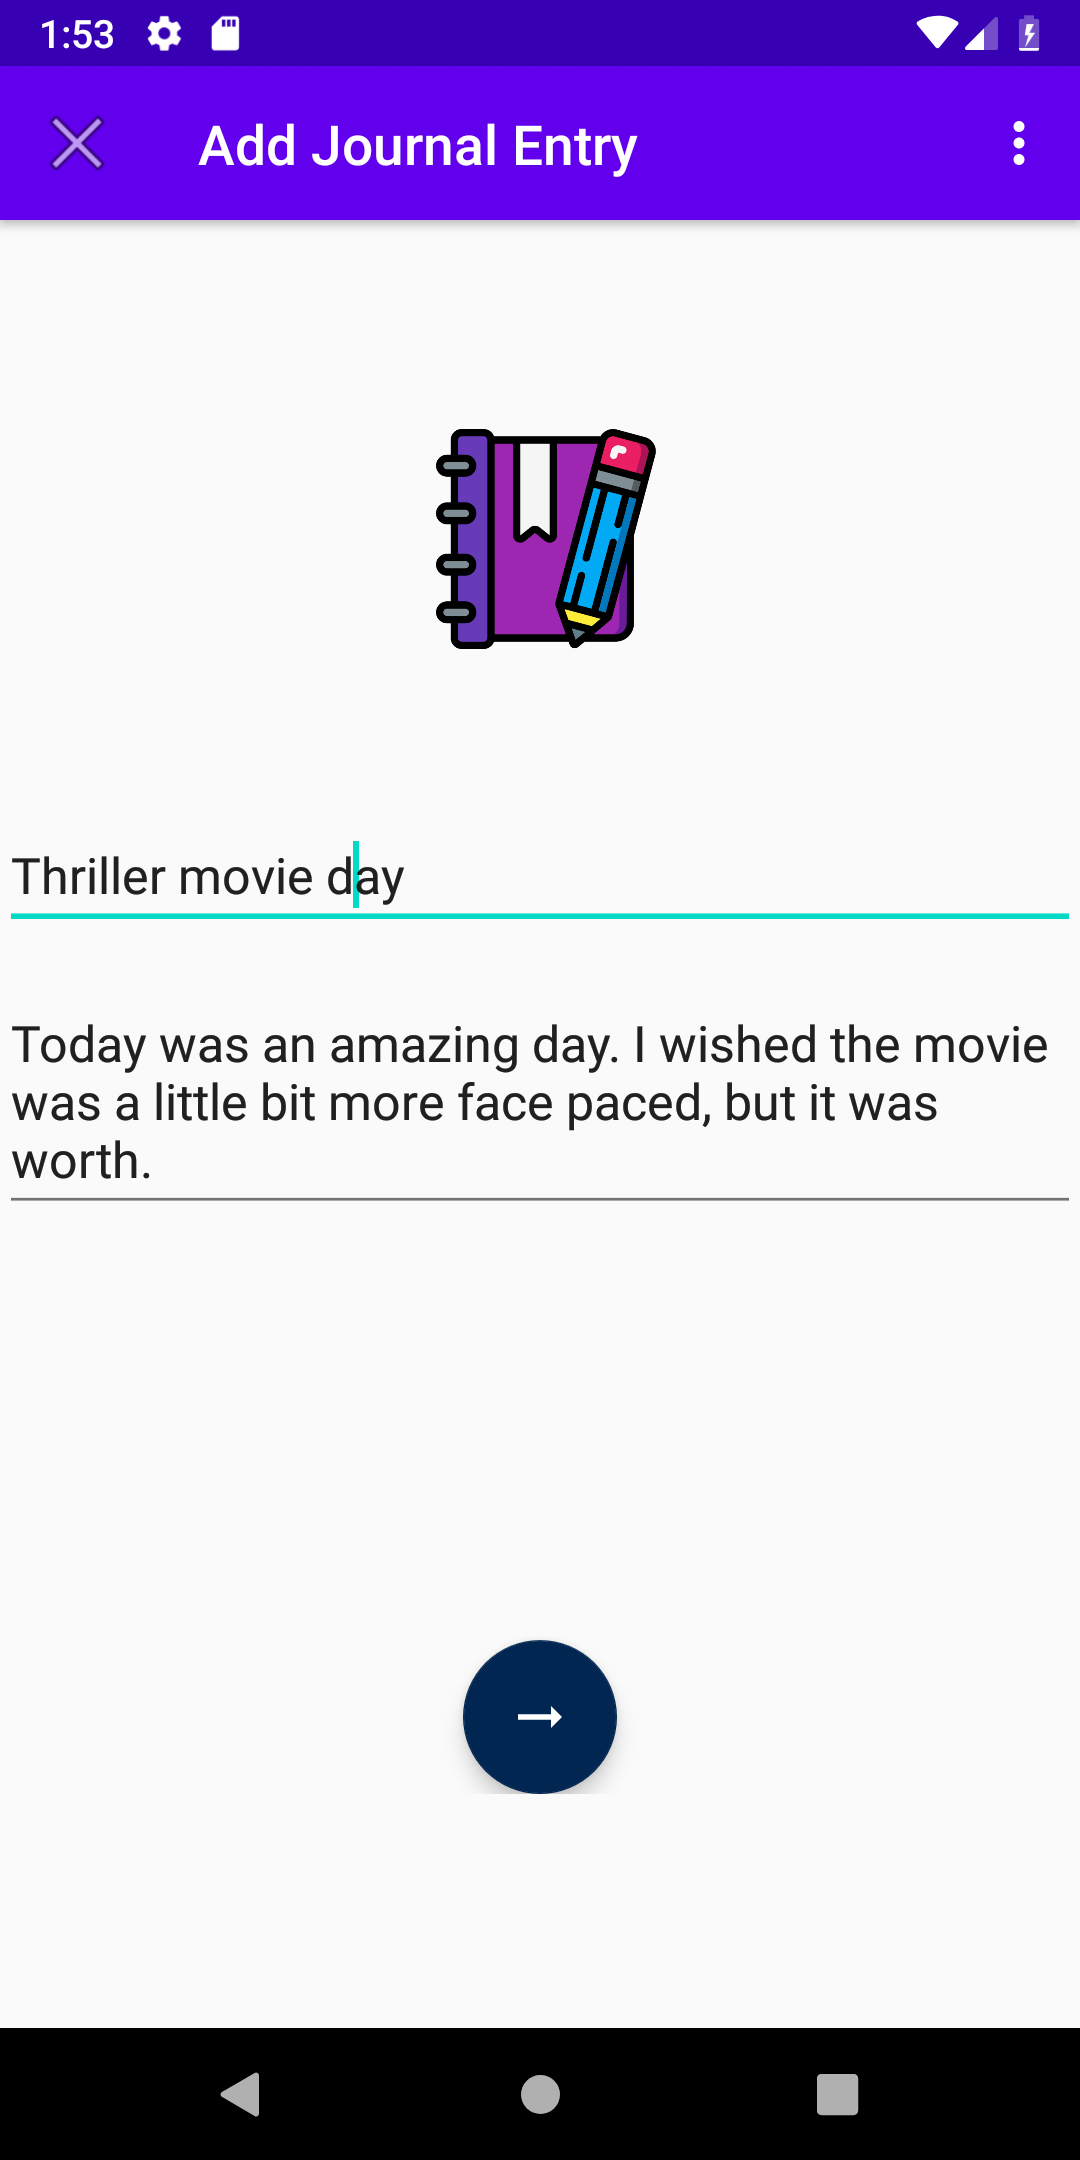 1:53
Add Journal Entry
Thriller movie day
Today was an amazing day. I wished the movie
was a little bit more face paced, but it was
worth.